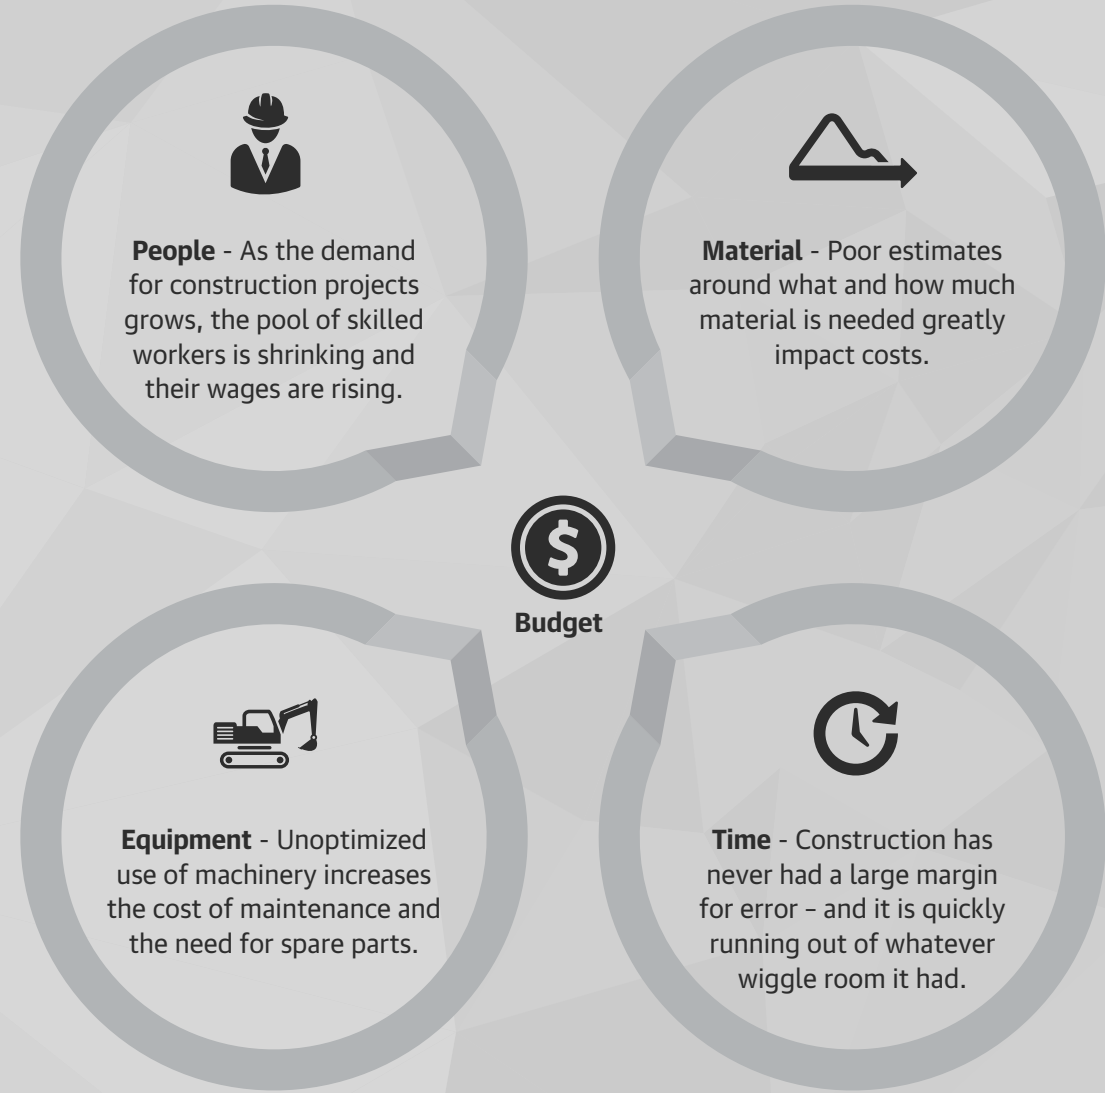 People - As the demand
for construction projects
grows, the pool of skilled
workers is shrinking and
their wages are rising.
Material - Poor estimates
around what and how much
material is needed greatly
impact costs.
$
Budget
Equipment - Unoptimized
use of machinery increases
the cost of maintenance and
the need for spare parts.
Time - Construction has
never had a large margin
for error – and it is quickly
running out of whatever
wiggle room it had.